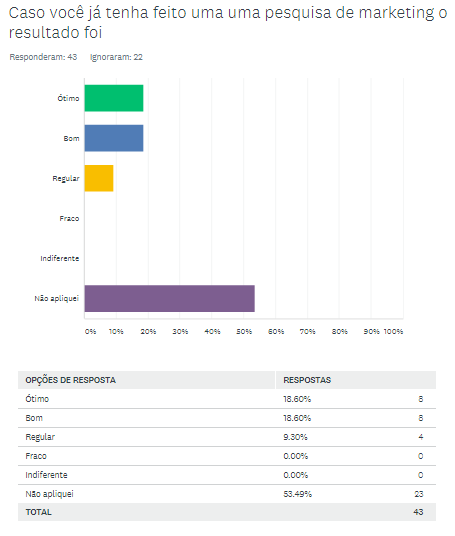 Caso você já tenha feito uma uma pesquisa de marketing o
resultado foi
Responderam: 43 Ignoraram: 22
Ótimo
Bom
Regular
Fraco
Indiferente
Não apliquei
0% 10% 20% 30% 40% 50% 60% 70% 80% 90% 100%
OPÇÕES DE RESPOSTA RESPOSTAS
Ótimo 18.60% 8
Bom 18.60% 8
Regular 9.30% 4
Fraco 0.00% 0
Indiferente 0.00% 0
Não apliquei 53.49% 23
TOTAL 43